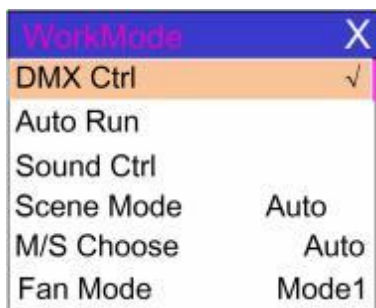 WorkMode X
DMX Ctrl √
Auto Run
Sound Ctrl
Scene Mode Auto
M/S Choose Auto
Fan Mode Mode1